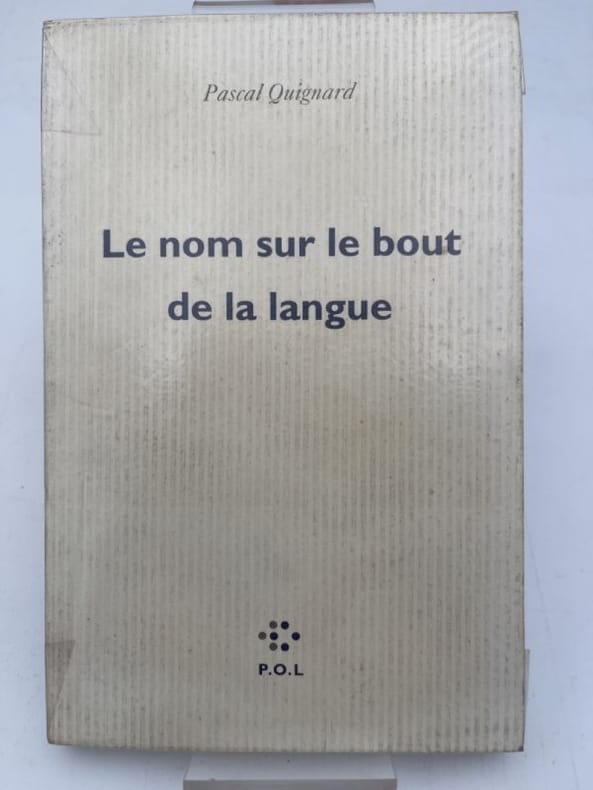 Pascal Quignard
Le nom sur le bout
de la langue
P.O.L